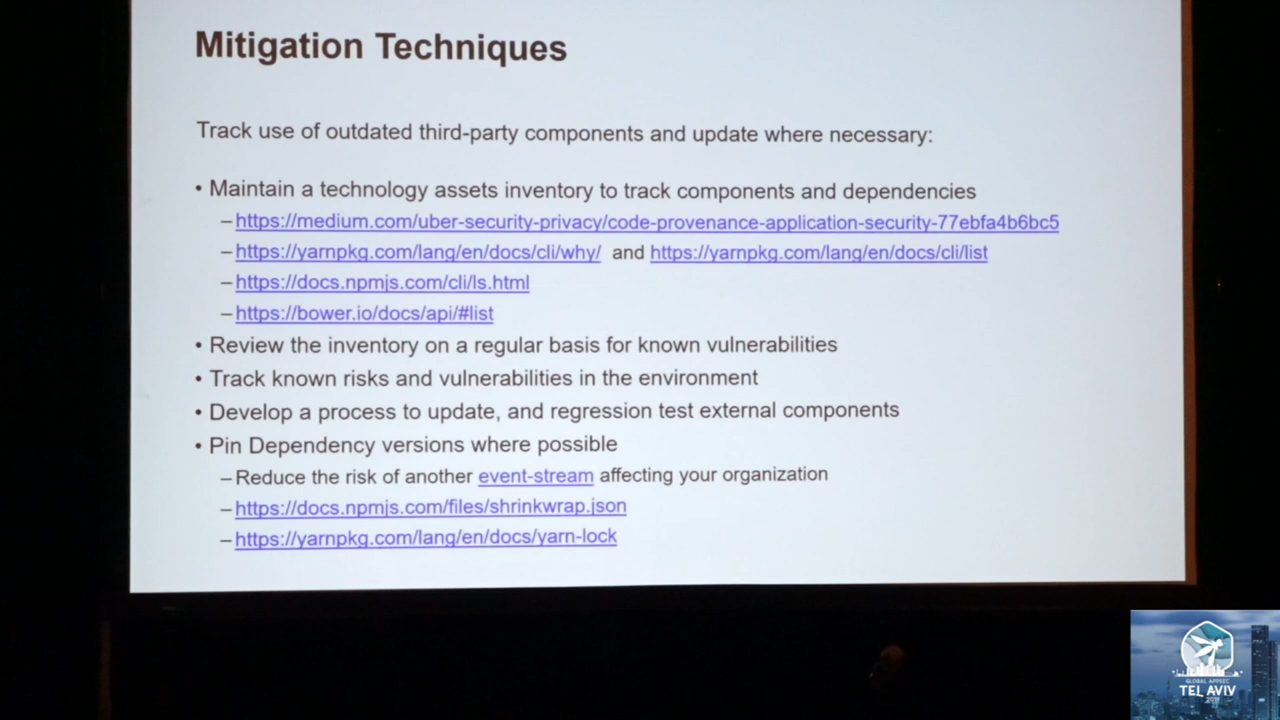 Mitigation Techniques
Track use of outdated third-party components and update where necessary:
• Maintain a technology assets inventory to track components and dependencies
– https://medium.com/uber-security-privacy/code-provenance-application-security-77ebfa4b6bc5
– https://yarnpkg.com/lang/en/docs/cli/why/ and https://yarnpkg.com/lang/en/docs/cli/list
– https://docs.npmjs.com/cli/ls.html
– https://bower.io/docs/api/#list
• Review the inventory on a regular basis for known vulnerabilities
• Track known risks and vulnerabilities in the environment
• Develop a process to update, and regression test external components
• Pin Dependency versions where possible
– Reduce the risk of another event-stream affecting your organization
– https://docs.npmjs.com/files/shrinkwrap.json
– https://yarnpkg.com/lang/en/docs/yarn-lock
GLOBAL APPSEC
TEL AVIV